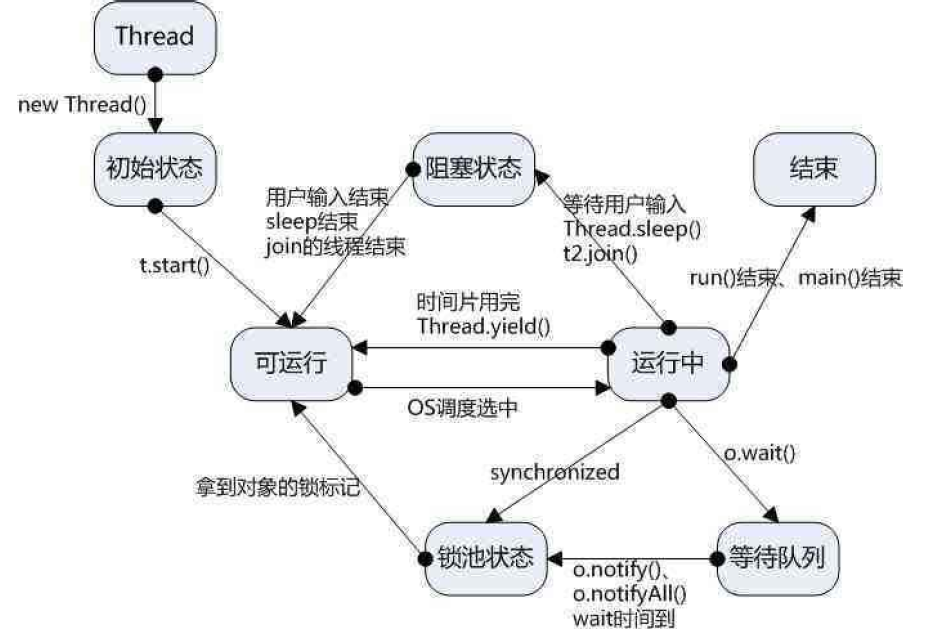 Thread
new Thread()
初始状态
阻塞状态
结束
用户输入结束
sleep结束
join的线程结束
等待用户输入
Thread.sleep()
t2.join()
t.start()
run()结束、main()结束
时间片用完
Thread.yield()
可运行
运行中
OS调度选中
synchronized
o.wait()
拿到对象的锁标记
锁池状态
等待队列
o.notify()、
o.notifyAll()
wait时间到